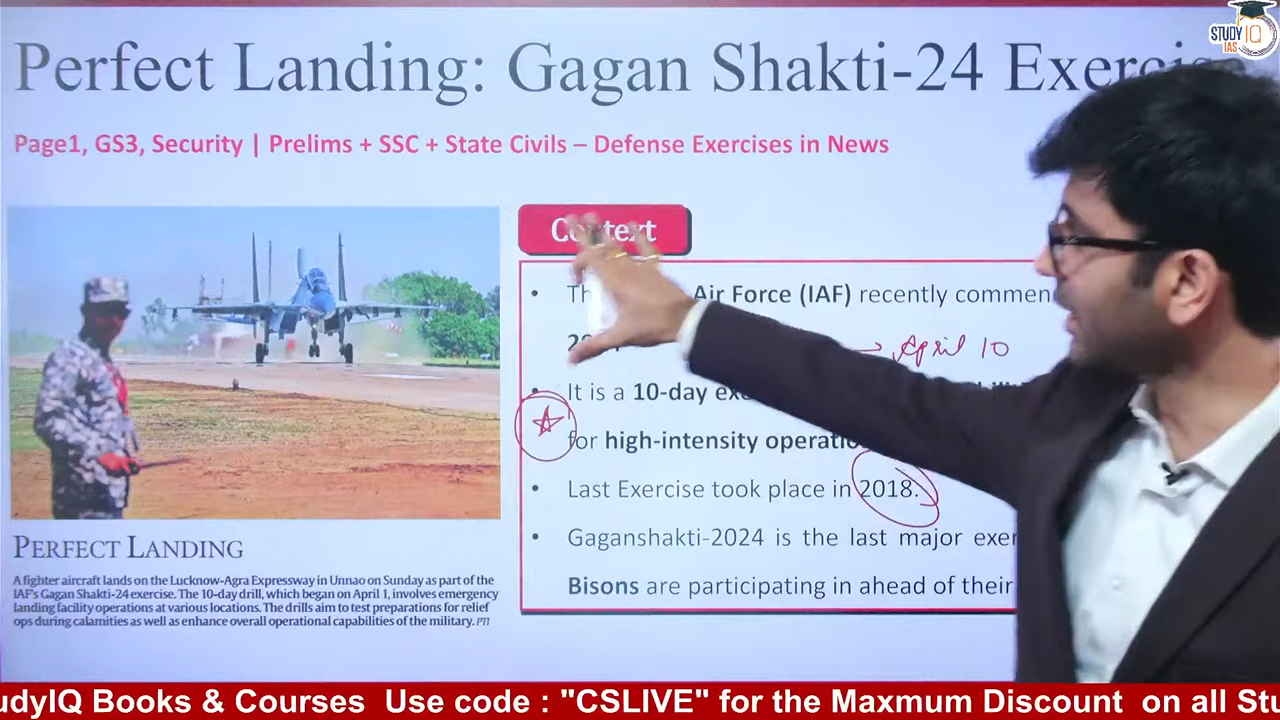 STUDY IQ
IAS
Perfect Landing: Gagan Shakti-24 Exercise
Page1, GS3, Security | Prelims + SSC + State Civils – Defense Exercises in News
Context
• Air Force (IAF) recently
April 10
• It is a 10-day
for high-intensity
• Last Exercise took place in 2018.
• Gaganshakti-2024 is the last major
Bisons are participating in ahead of their
PERFECT LANDING
A fighter aircraft lands on the Lucknow-Agra Expressway in Unnao on Sunday as part of the
IAF's Gagan Shakti-24 exercise. The 10-day drill, which began on April 1, involves emergency
landing facility operations at various locations. The drills aim to test preparations for relief
ops during calamities as well as enhance overall operational capabilities of the military. PTI
udyIQ Books & Courses Use code : "CSLIVE" for the Maxmum Discount on all Stu